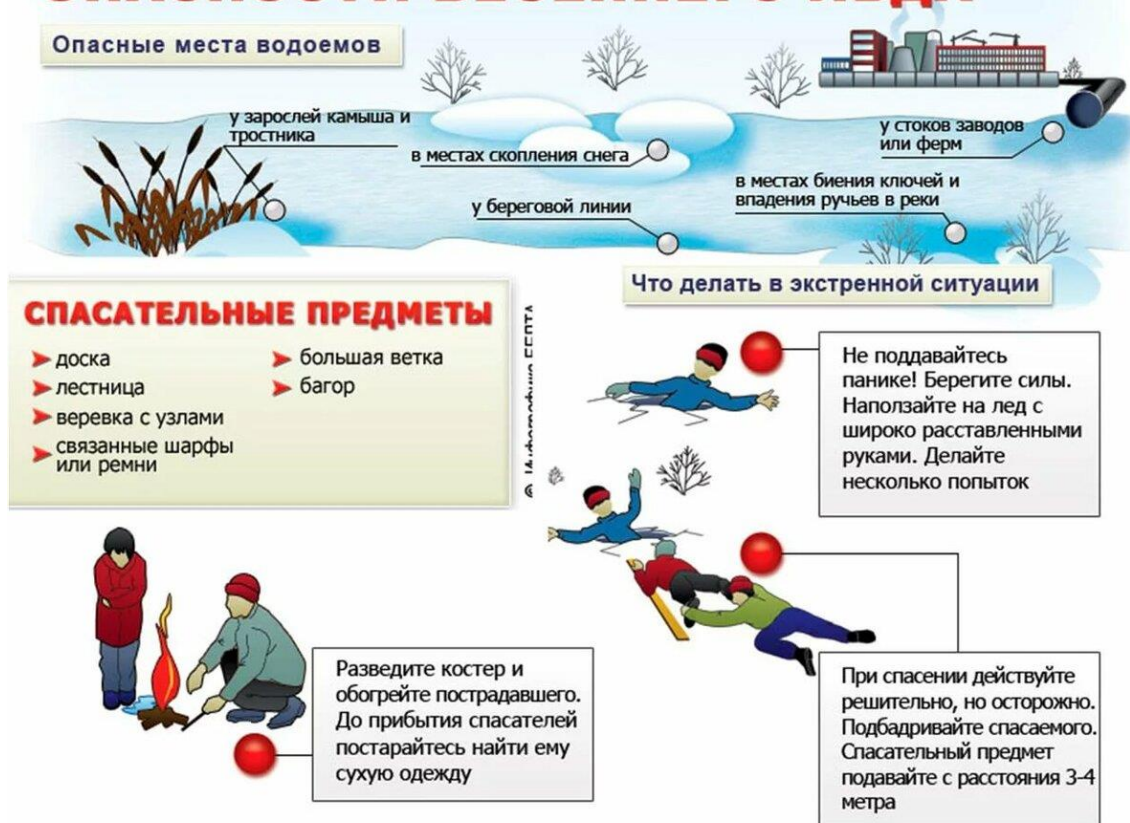 Опасные места водоемов
у зарослей камыша и
тростника
в местах скопления снега
у береговой линии
у стоков заводов
или ферм
в местах биения ключей и
впадения ручьев в реки
СПАСАТЕЛЬНЫЕ ПРЕДМЕТЫ
доска
лестница
веревка с узлами
связанные шарфы
или ремни
большая ветка
багор
Что делать в экстренной ситуации
Не поддавайтесь
панике! Берегите силы.
Наползайте на лед с
широко расставленными
руками. Делайте
несколько попыток
При спасении действуйте
решительно, но осторожно.
Подбадривайте спасаемого.
Спасательный предмет
подавайте с расстояния 3-4
метра
Разведите костер и
обогрейте пострадавшего.
До прибытия спасателей
постарайтесь найти ему
сухую одежду